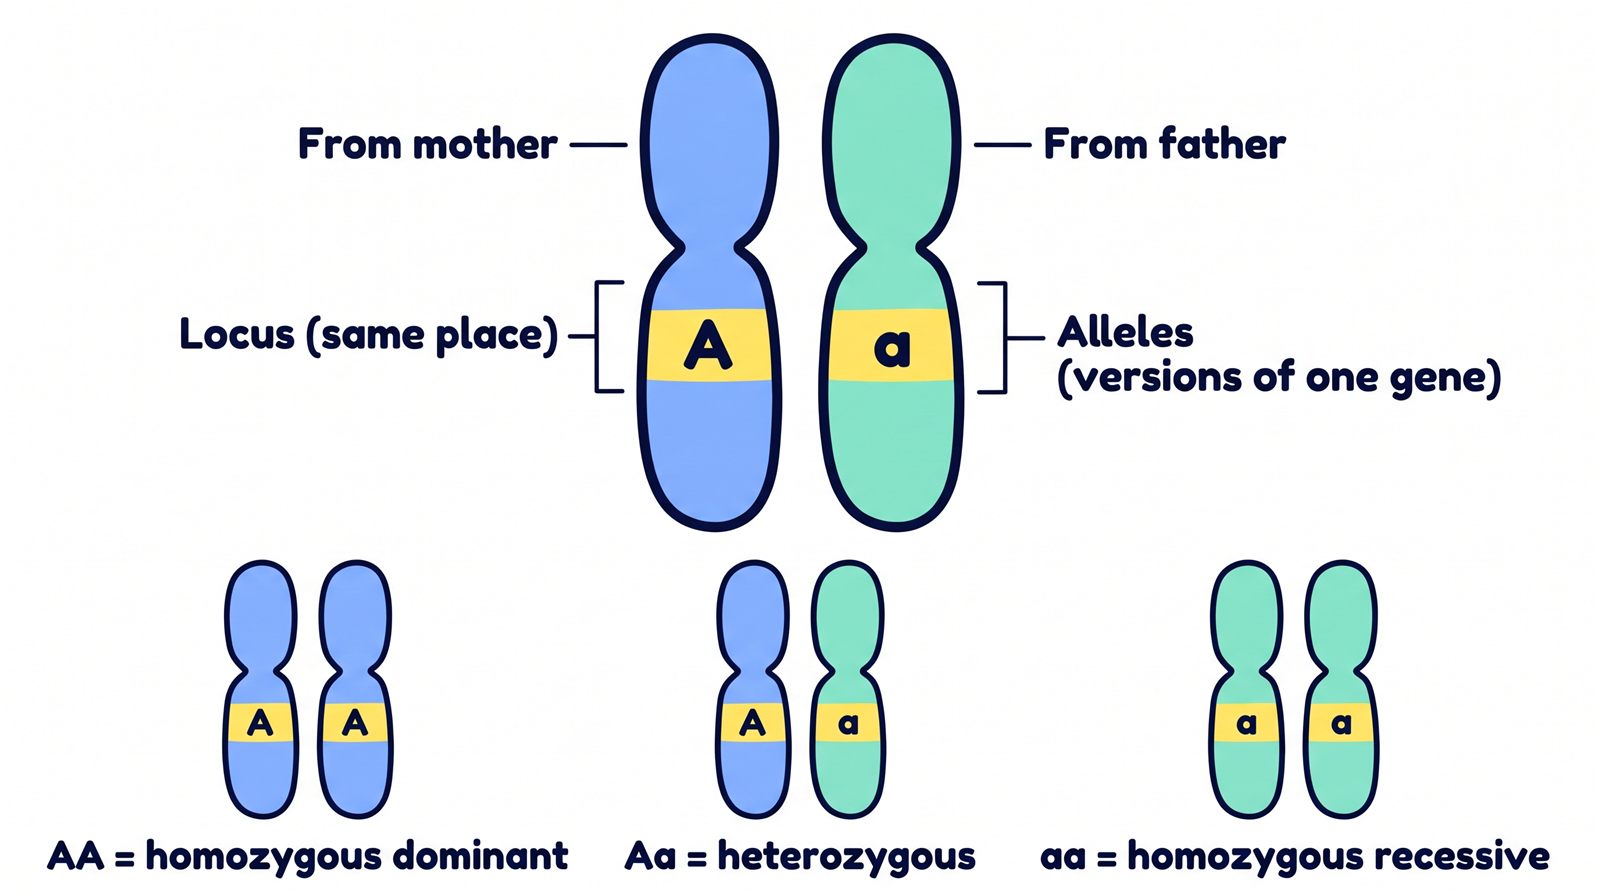 From mother
From father
Locus (same place)
A
a
Alleles
(versions of one gene)
A
A
A
a
a
a
AA = homozygous dominant
Aa = heterozygous
aa = homozygous recessive